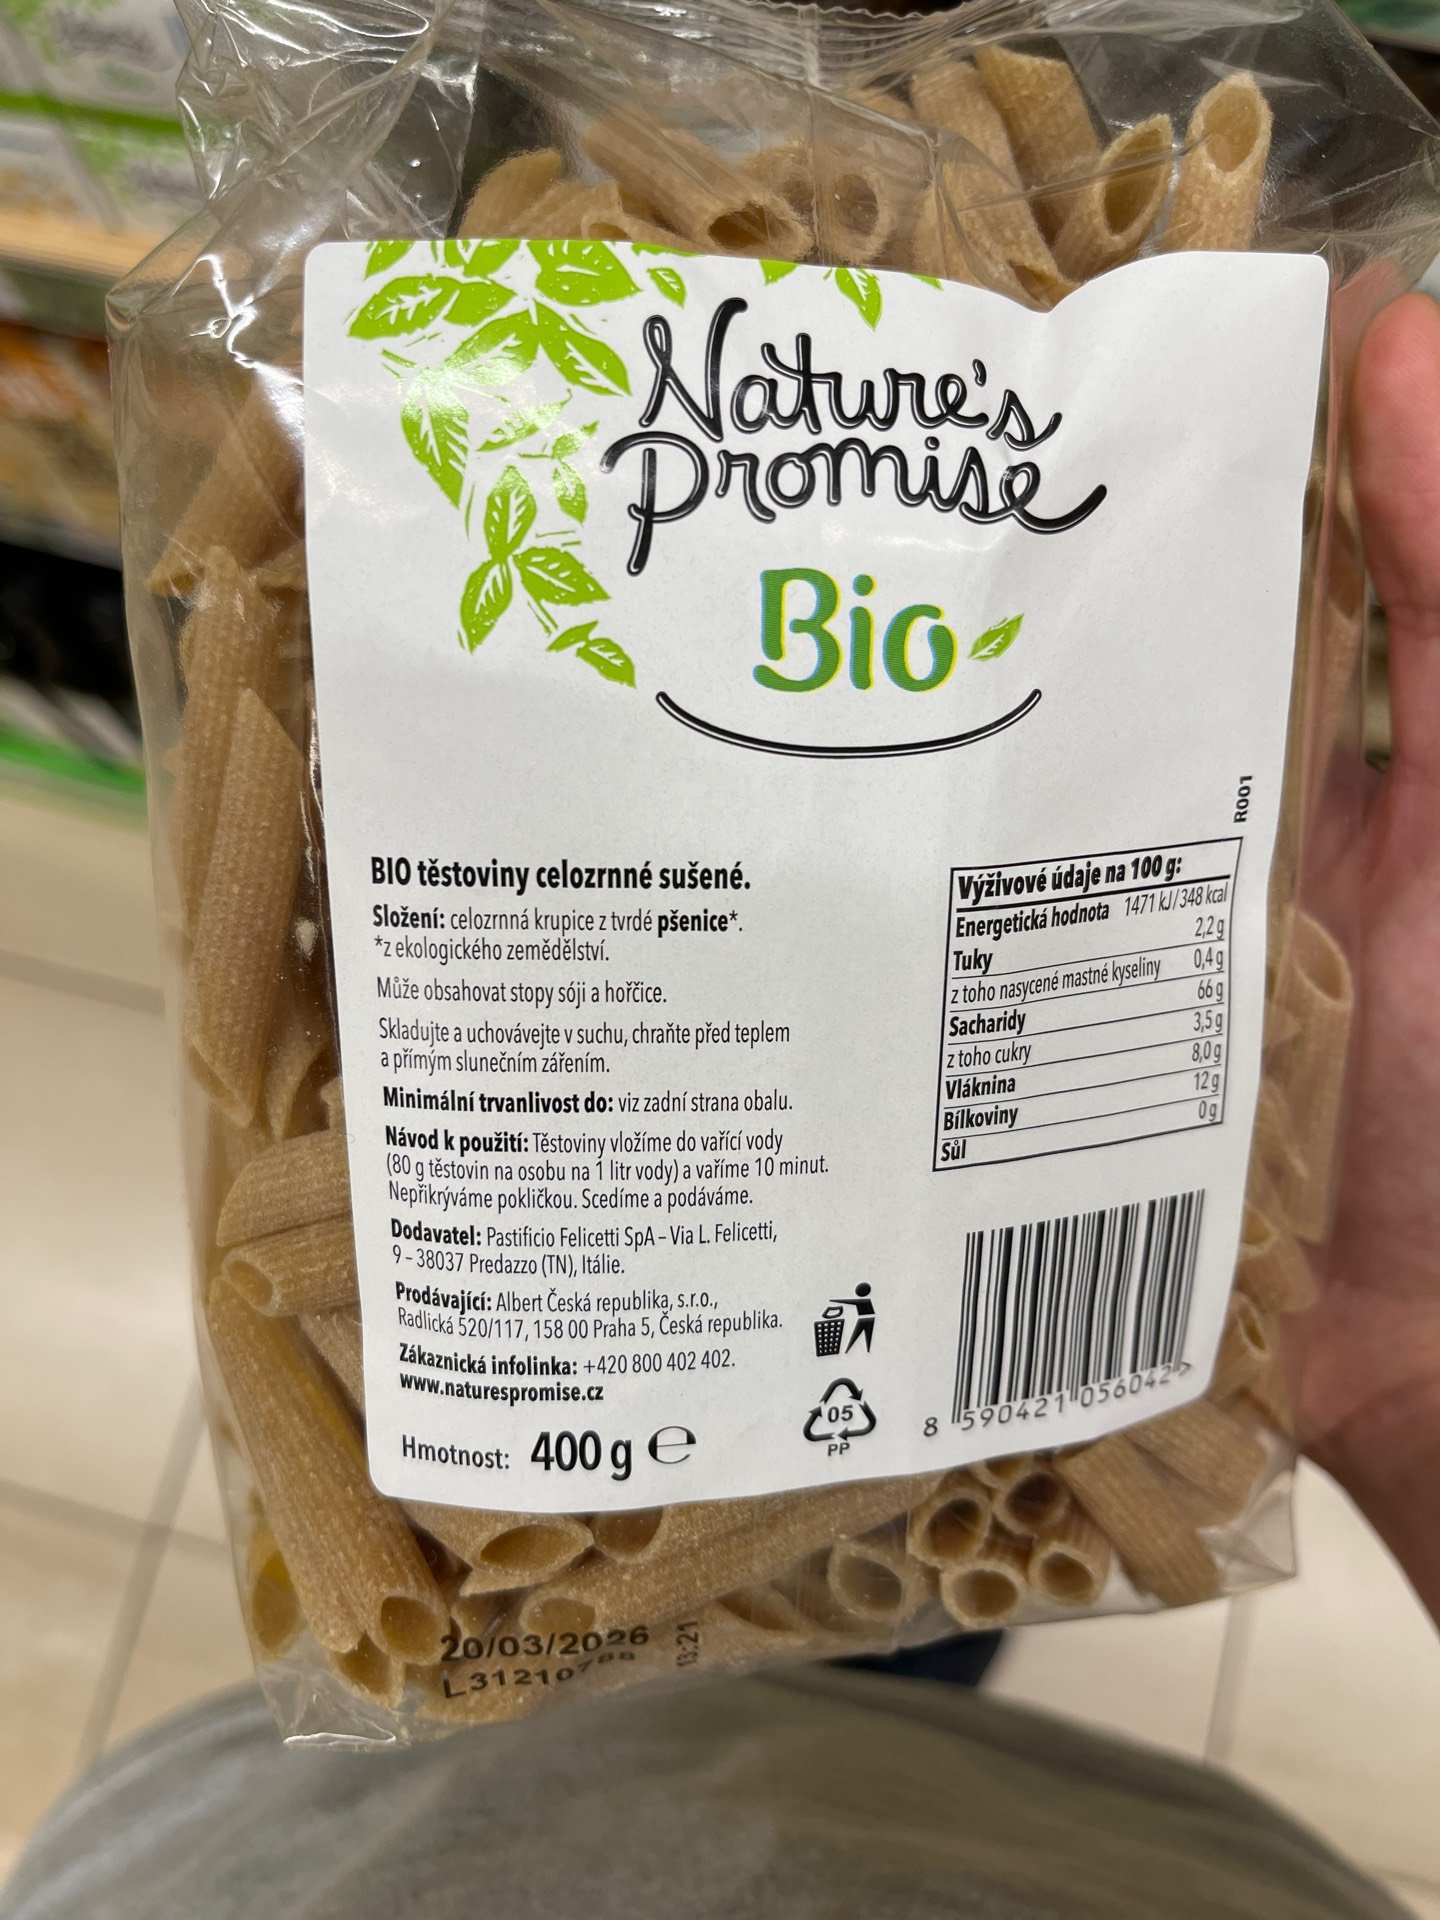 Nature's
Promise
Bio
R001
BIO těstoviny celozrnné sušené.
Složení: celozrnná krupice z tvrdé pšenice*.
*z ekologického zemědělství.
Může obsahovat stopy sóji a hořčice.
Skladujte a uchovávejte v suchu, chraňte před teplem
a přímým slunečním zářením.
Minimální trvanlivost do: viz zadní strana obalu.
Návod k použití: Těstoviny vložíme do vařící vody
(80 g těstovin na osobu na 1 litr vody) a vaříme 10 minut.
Nepřikrýváme pokličkou. Scedíme a podáváme.
Dodavatel: Pastificio Felicetti SpA – Via L. Felicetti,
9 – 38037 Predazzo (TN), Itálie.
Prodávající: Albert Česká republika, s.r.o.,
Radlická 520/117, 158 00 Praha 5, Česká republika.
Zákaznická infolinka: +420 800 402 402.
www.naturespromise.cz
Hmotnost: 400 g ℮
Výživové údaje na 100 g:
Energetická hodnota 1471 kJ/348 kcal
Tuky 2,2 g
z toho nasycené mastné kyseliny 0,4 g
Sacharidy 66 g
z toho cukry 3,5 g
Vláknina 8,0 g
Bílkoviny 12 g
Sůl 0 g
05
PP
8 590421 056042 >
20/03/2026
13:21
L31210788